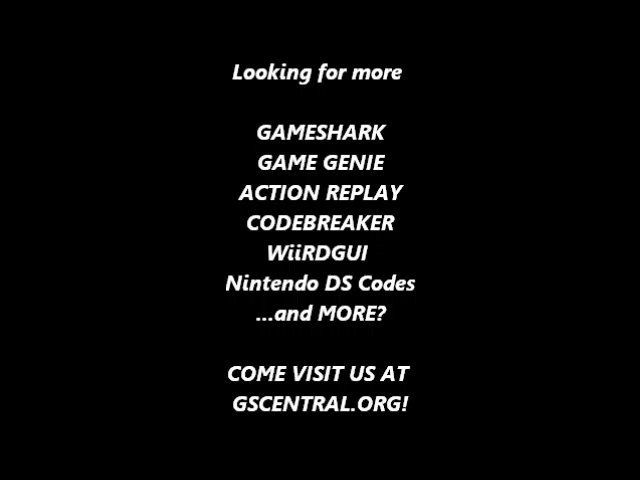 Looking for more
GAMESHARK
GAME GENIE
ACTION REPLAY
CODEBREAKER
WiiRDGUI
Nintendo DS Codes
...and MORE?
COME VISIT US AT
GSCENTRAL.ORG!